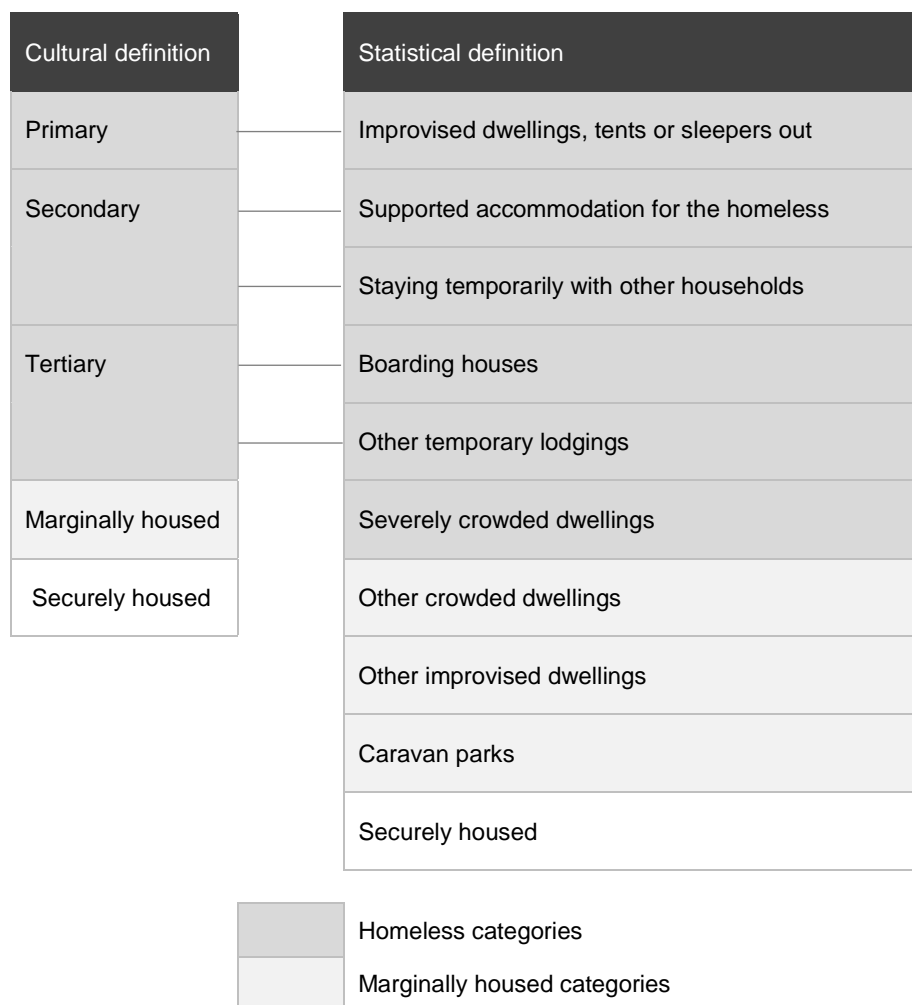 Cultural definition
Statistical definition
Primary
Improvised dwellings, tents or sleepers out
Secondary
Supported accommodation for the homeless
Staying temporarily with other households
Tertiary
Boarding houses
Other temporary lodgings
Marginally housed
Severely crowded dwellings
Securely housed
Other crowded dwellings
Other improvised dwellings
Caravan parks
Securely housed
Homeless categories
Marginally housed categories